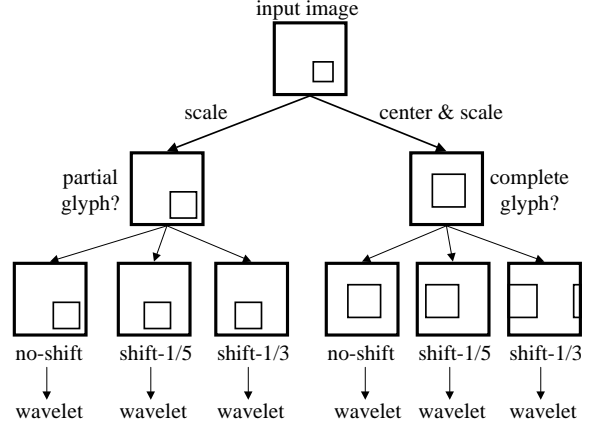 input image
scale
center & scale
partial
glyph?
complete
glyph?
no-shift
shift-1/5
shift-1/3
no-shift
shift-1/5
shift-1/3
wavelet
wavelet
wavelet
wavelet
wavelet
wavelet